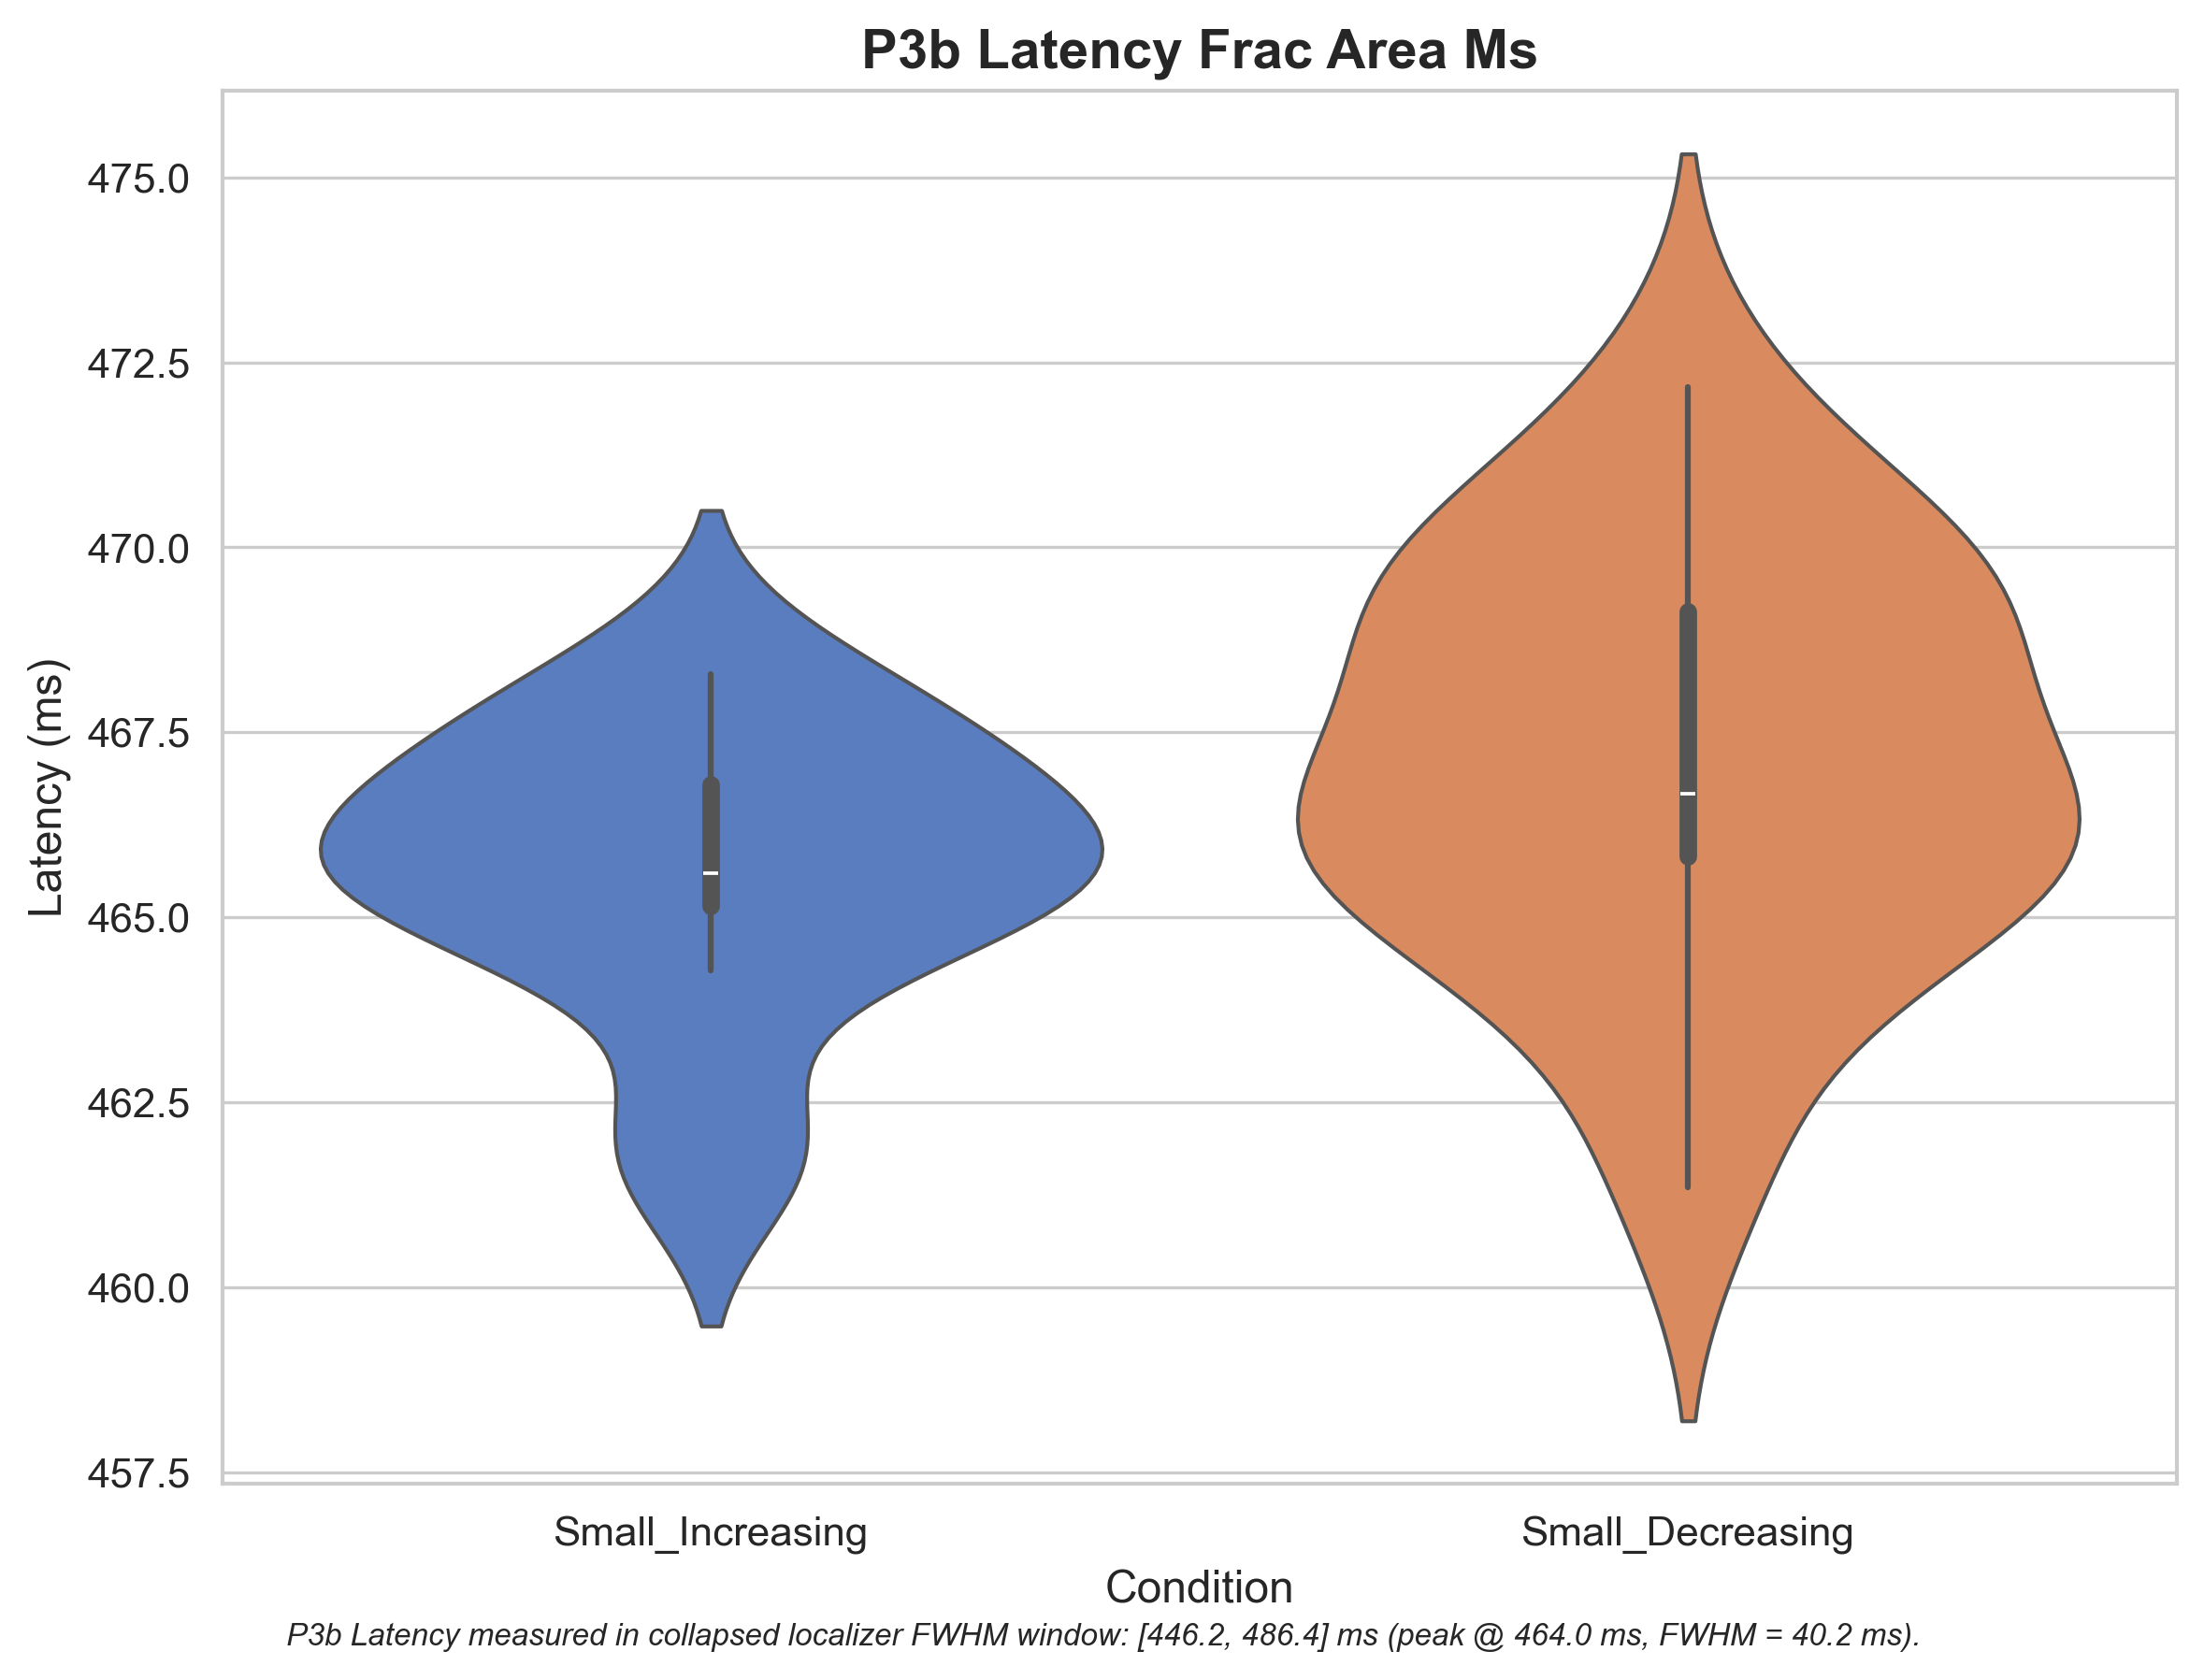 P3b Latency Frac Area Ms
Latency (ms)
475.0
472.5
470.0
467.5
465.0
462.5
460.0
457.5
Small_Increasing
Small_Decreasing
Condition
P3b Latency measured in collapsed localizer FWHM window: [446.2, 486.4] ms (peak @ 464.0 ms, FWHM = 40.2 ms).